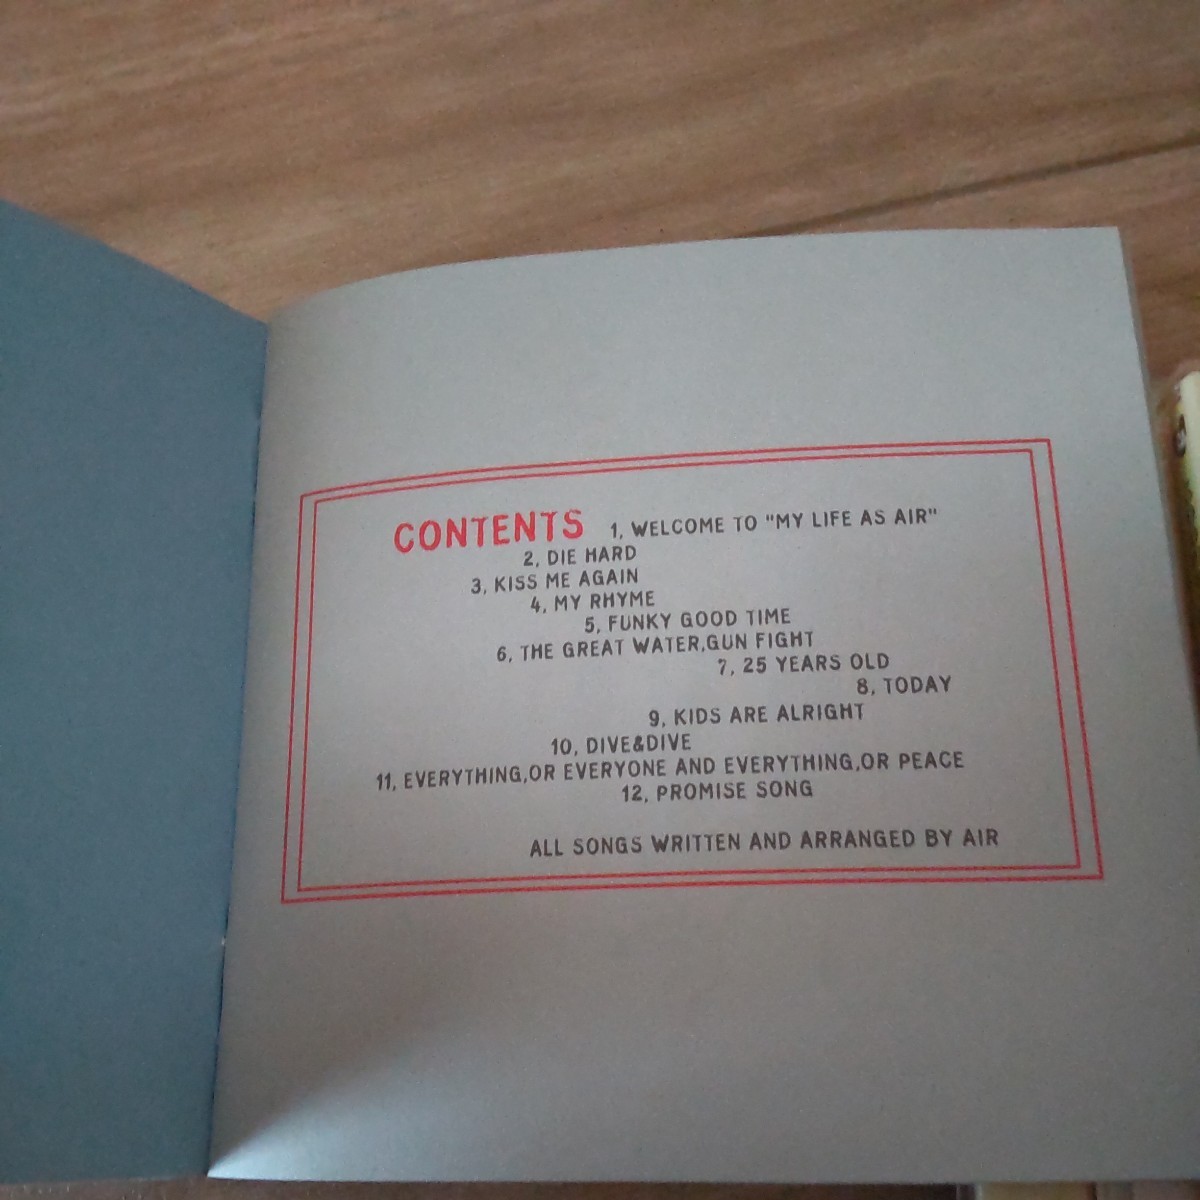 CONTENTS 1, WELCOME TO "MY LIFE AS AIR"
2, DIE HARD
3, KISS ME AGAIN
4, MY RHYME
5, FUNKY GOOD TIME
6, THE GREAT WATER,GUN FIGHT
7, 25 YEARS OLD
8, TODAY
9, KIDS ARE ALRIGHT
10, DIVE&DIVE
11, EVERYTHING,OR EVERYONE AND EVERYTHING,OR PEACE
12, PROMISE SONG
ALL SONGS WRITTEN AND ARRANGED BY AIR